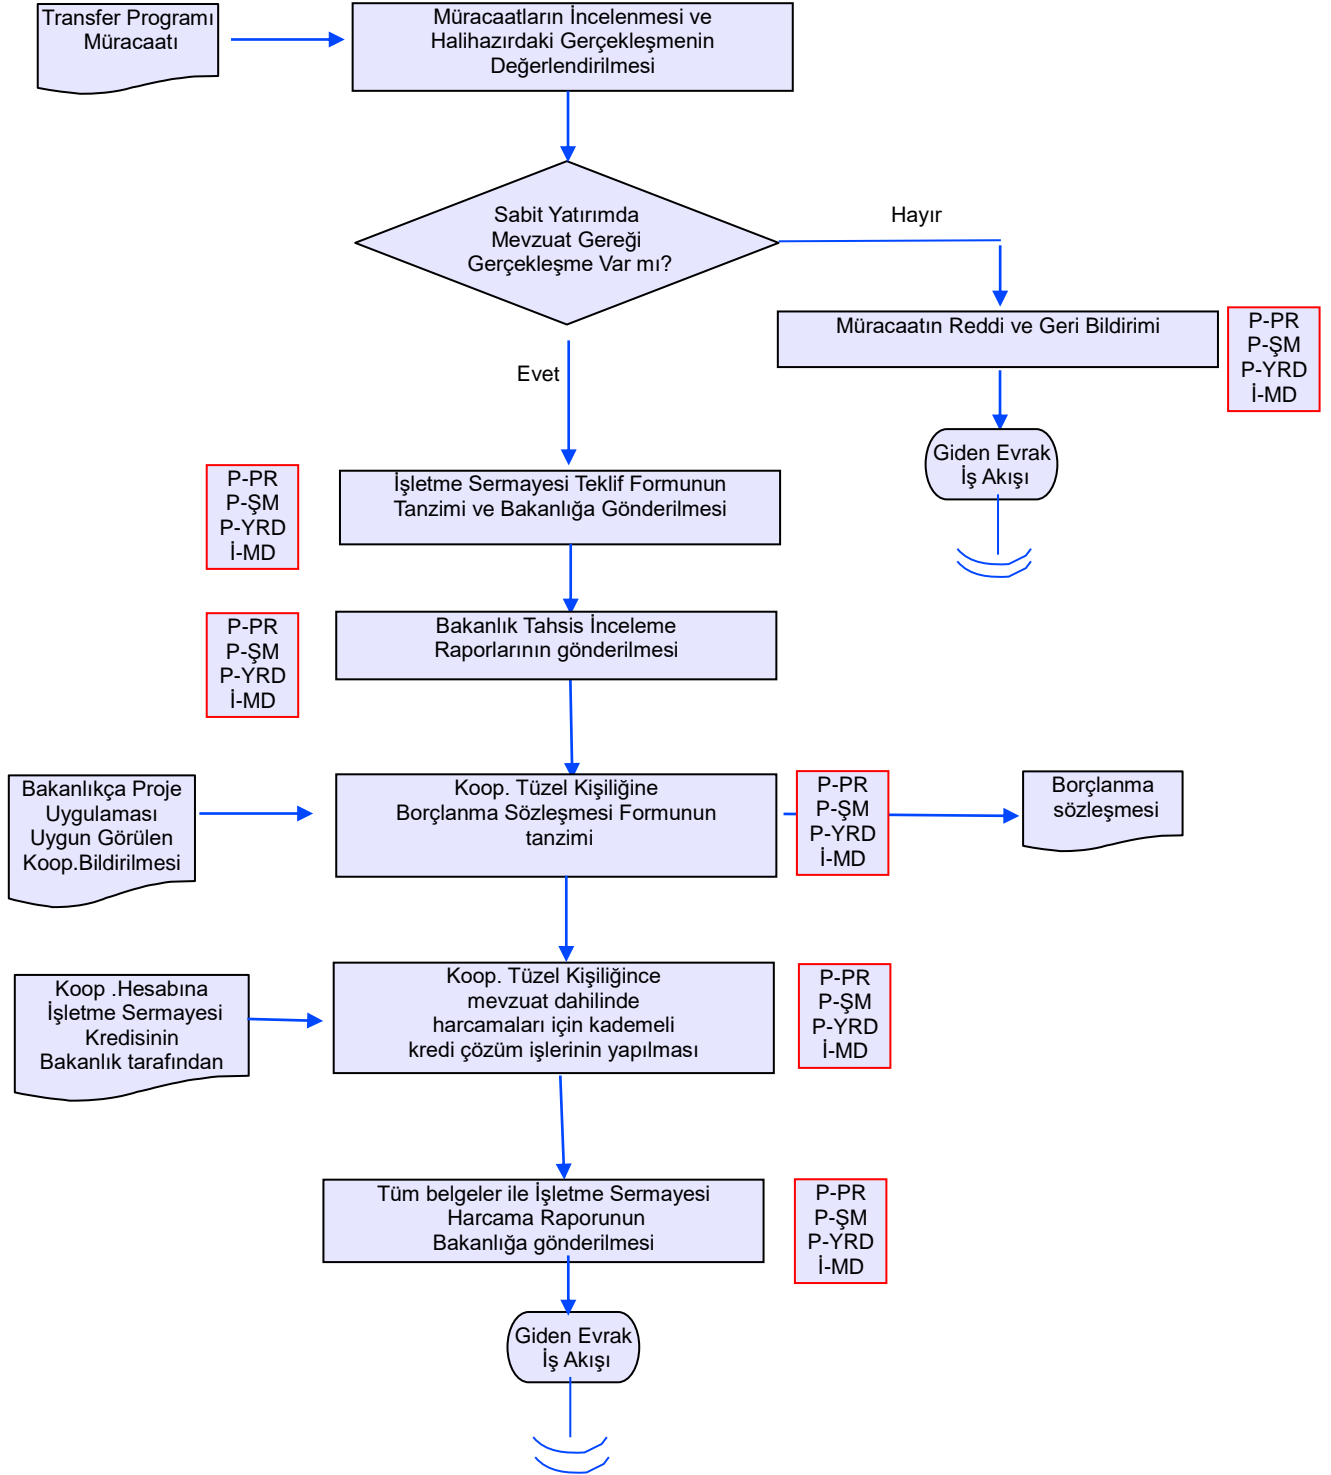 Transfer Programı
Müracaatı
Müracaatların İncelenmesi ve
Halihazırdaki Gerçekleşmenin
Değerlendirilmesi
Sabit Yatırımda
Mevzuat Gereği
Gerçekleşme Var mı?
Hayır
Müracaatın Reddi ve Geri Bildirimi
P-PR
P-ŞM
P-YRD
İ-MD
Giden Evrak
İş Akışı
Evet
P-PR
P-ŞM
P-YRD
İ-MD
İşletme Sermayesi Teklif Formunun
Tanzimi ve Bakanlığa Gönderilmesi
P-PR
P-ŞM
P-YRD
İ-MD
Bakanlık Tahsis İnceleme
Raporlarının gönderilmesi
Bakanlıkça Proje
Uygulaması
Uygun Görülen
Koop.Bildirilmesi
Koop. Tüzel Kişiliğine
Borçlanma Sözleşmesi Formunun
tanzimi
P-PR
P-ŞM
P-YRD
İ-MD
Borçlanma
sözleşmesi
Koop .Hesabına
İşletme Sermayesi
Kredisinin
Bakanlık tarafından
Koop. Tüzel Kişiliğince
mevzuat dahilinde
harcamaları için kademeli
kredi çözüm işlerinin yapılması
P-PR
P-ŞM
P-YRD
İ-MD
Tüm belgeler ile İşletme Sermayesi
Harcama Raporunun
Bakanlığa gönderilmesi
P-PR
P-ŞM
P-YRD
İ-MD
Giden Evrak
İş Akışı